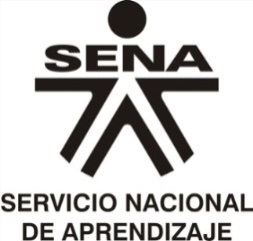 SENA
SERVICIO NACIONAL
DE APRENDIZAJE